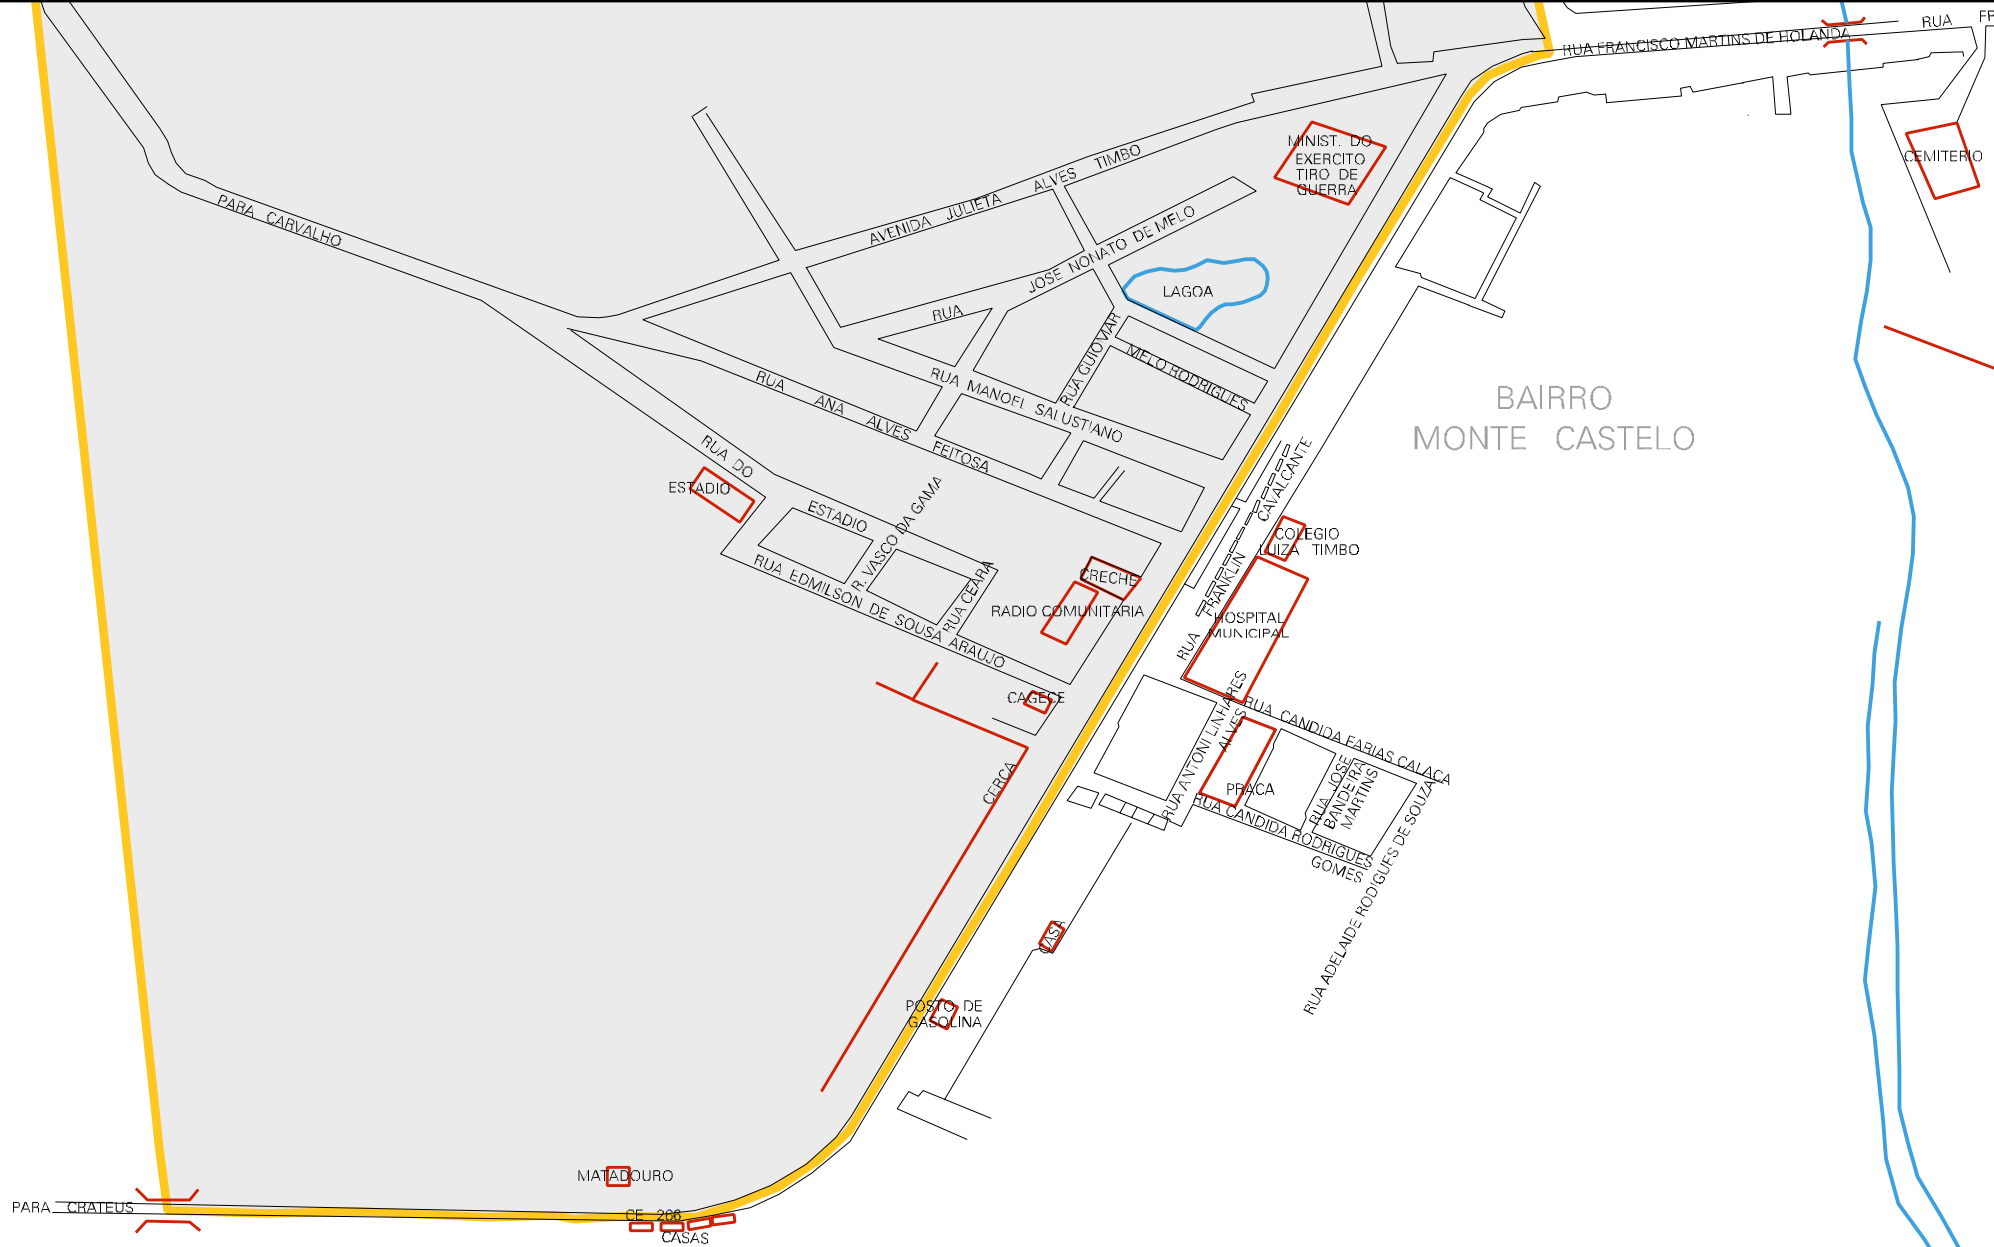 RUA
FR
RUA FRANCISCO MARTINS DE HOLANDA
MINIST. DO
EXERCITO
TIRO DE
GUERRA
CEMITERIO
PARA CARVALHO
AVENIDA JULIETA ALVES TIMBO
RUA JOSE NONATO DE MELO
LAGOA
RUA GUIOMAR
MELO RODRIGUES
RUA MANOEL SALUSTIANO
RUA ANA ALVES FEITOSA
BAIRRO
MONTE CASTELO
RUA DO ESTADIO
ESTADIO
R. VASCO DA GAMA
RUA EDMILSON DE SOUSA ARAUJO
RUA CEARA
CRECHE
RADIO COMUNITARIA
RUA FRANKLIN CAVALCANTE
COLEGIO
LUIZA TIMBO
HOSPITAL
MUNICIPAL
CAGECE
CERCA
RUA ANTONI LINHARES
ALVES
RUA CANDIDA FARIAS CALACA
PRACA
RUA JOSE
BANDEIRA
MARTINS
RUA CANDIDA RODRIGUES
GOMES
RUA ADELAIDE RODIGUES DE SOUZA
CASA
POSTO DE
GASOLINA
MATADOURO
PARA CRATEUS
CE 266
CASAS